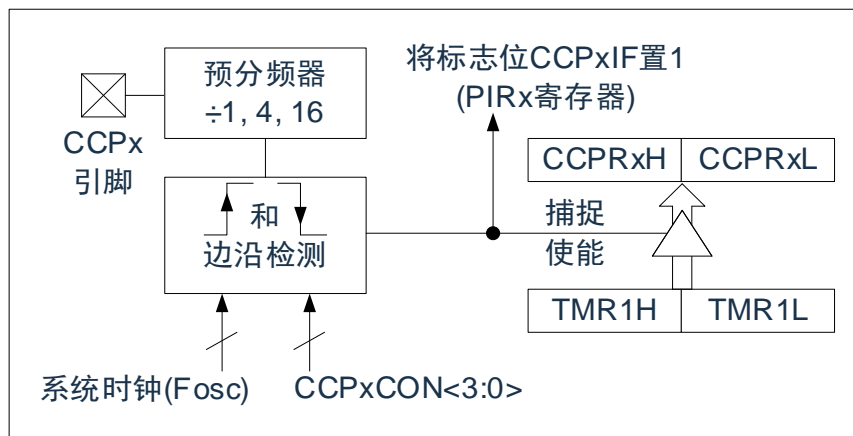 预分频器
÷1, 4, 16
将标志位CCPxIF置1
(PIRx寄存器)
CCPx
引脚
CCPRxH CCPRxL
和
边沿检测
捕捉
使能
TMR1H TMR1L
系统时钟(Fosc) CCPxCON<3:0>